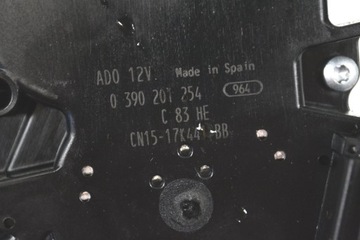 ADO 12V. Made in Spain
0 390 201 254 964
C 83 HE